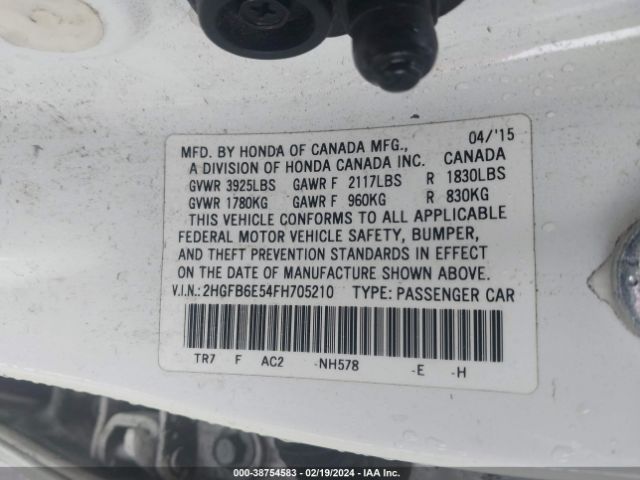 MFD. BY HONDA OF CANADA MFG., 04/'15
A DIVISION OF HONDA CANADA INC. CANADA
GVWR 3925LBS GAWR F 2117LBS R 1830LBS
GVWR 1780KG GAWR F 960KG R 830KG
THIS VEHICLE CONFORMS TO ALL APPLICABLE
FEDERAL MOTOR VEHICLE SAFETY, BUMPER,
AND THEFT PREVENTION STANDARDS IN EFFECT
ON THE DATE OF MANUFACTURE SHOWN ABOVE.
V.I.N.: 2HGFB6E54FH705210 TYPE: PASSENGER CAR
TR7 F AC2 -NH578 -E -H
000-38754583 - 02/19/2024 - IAA Inc.